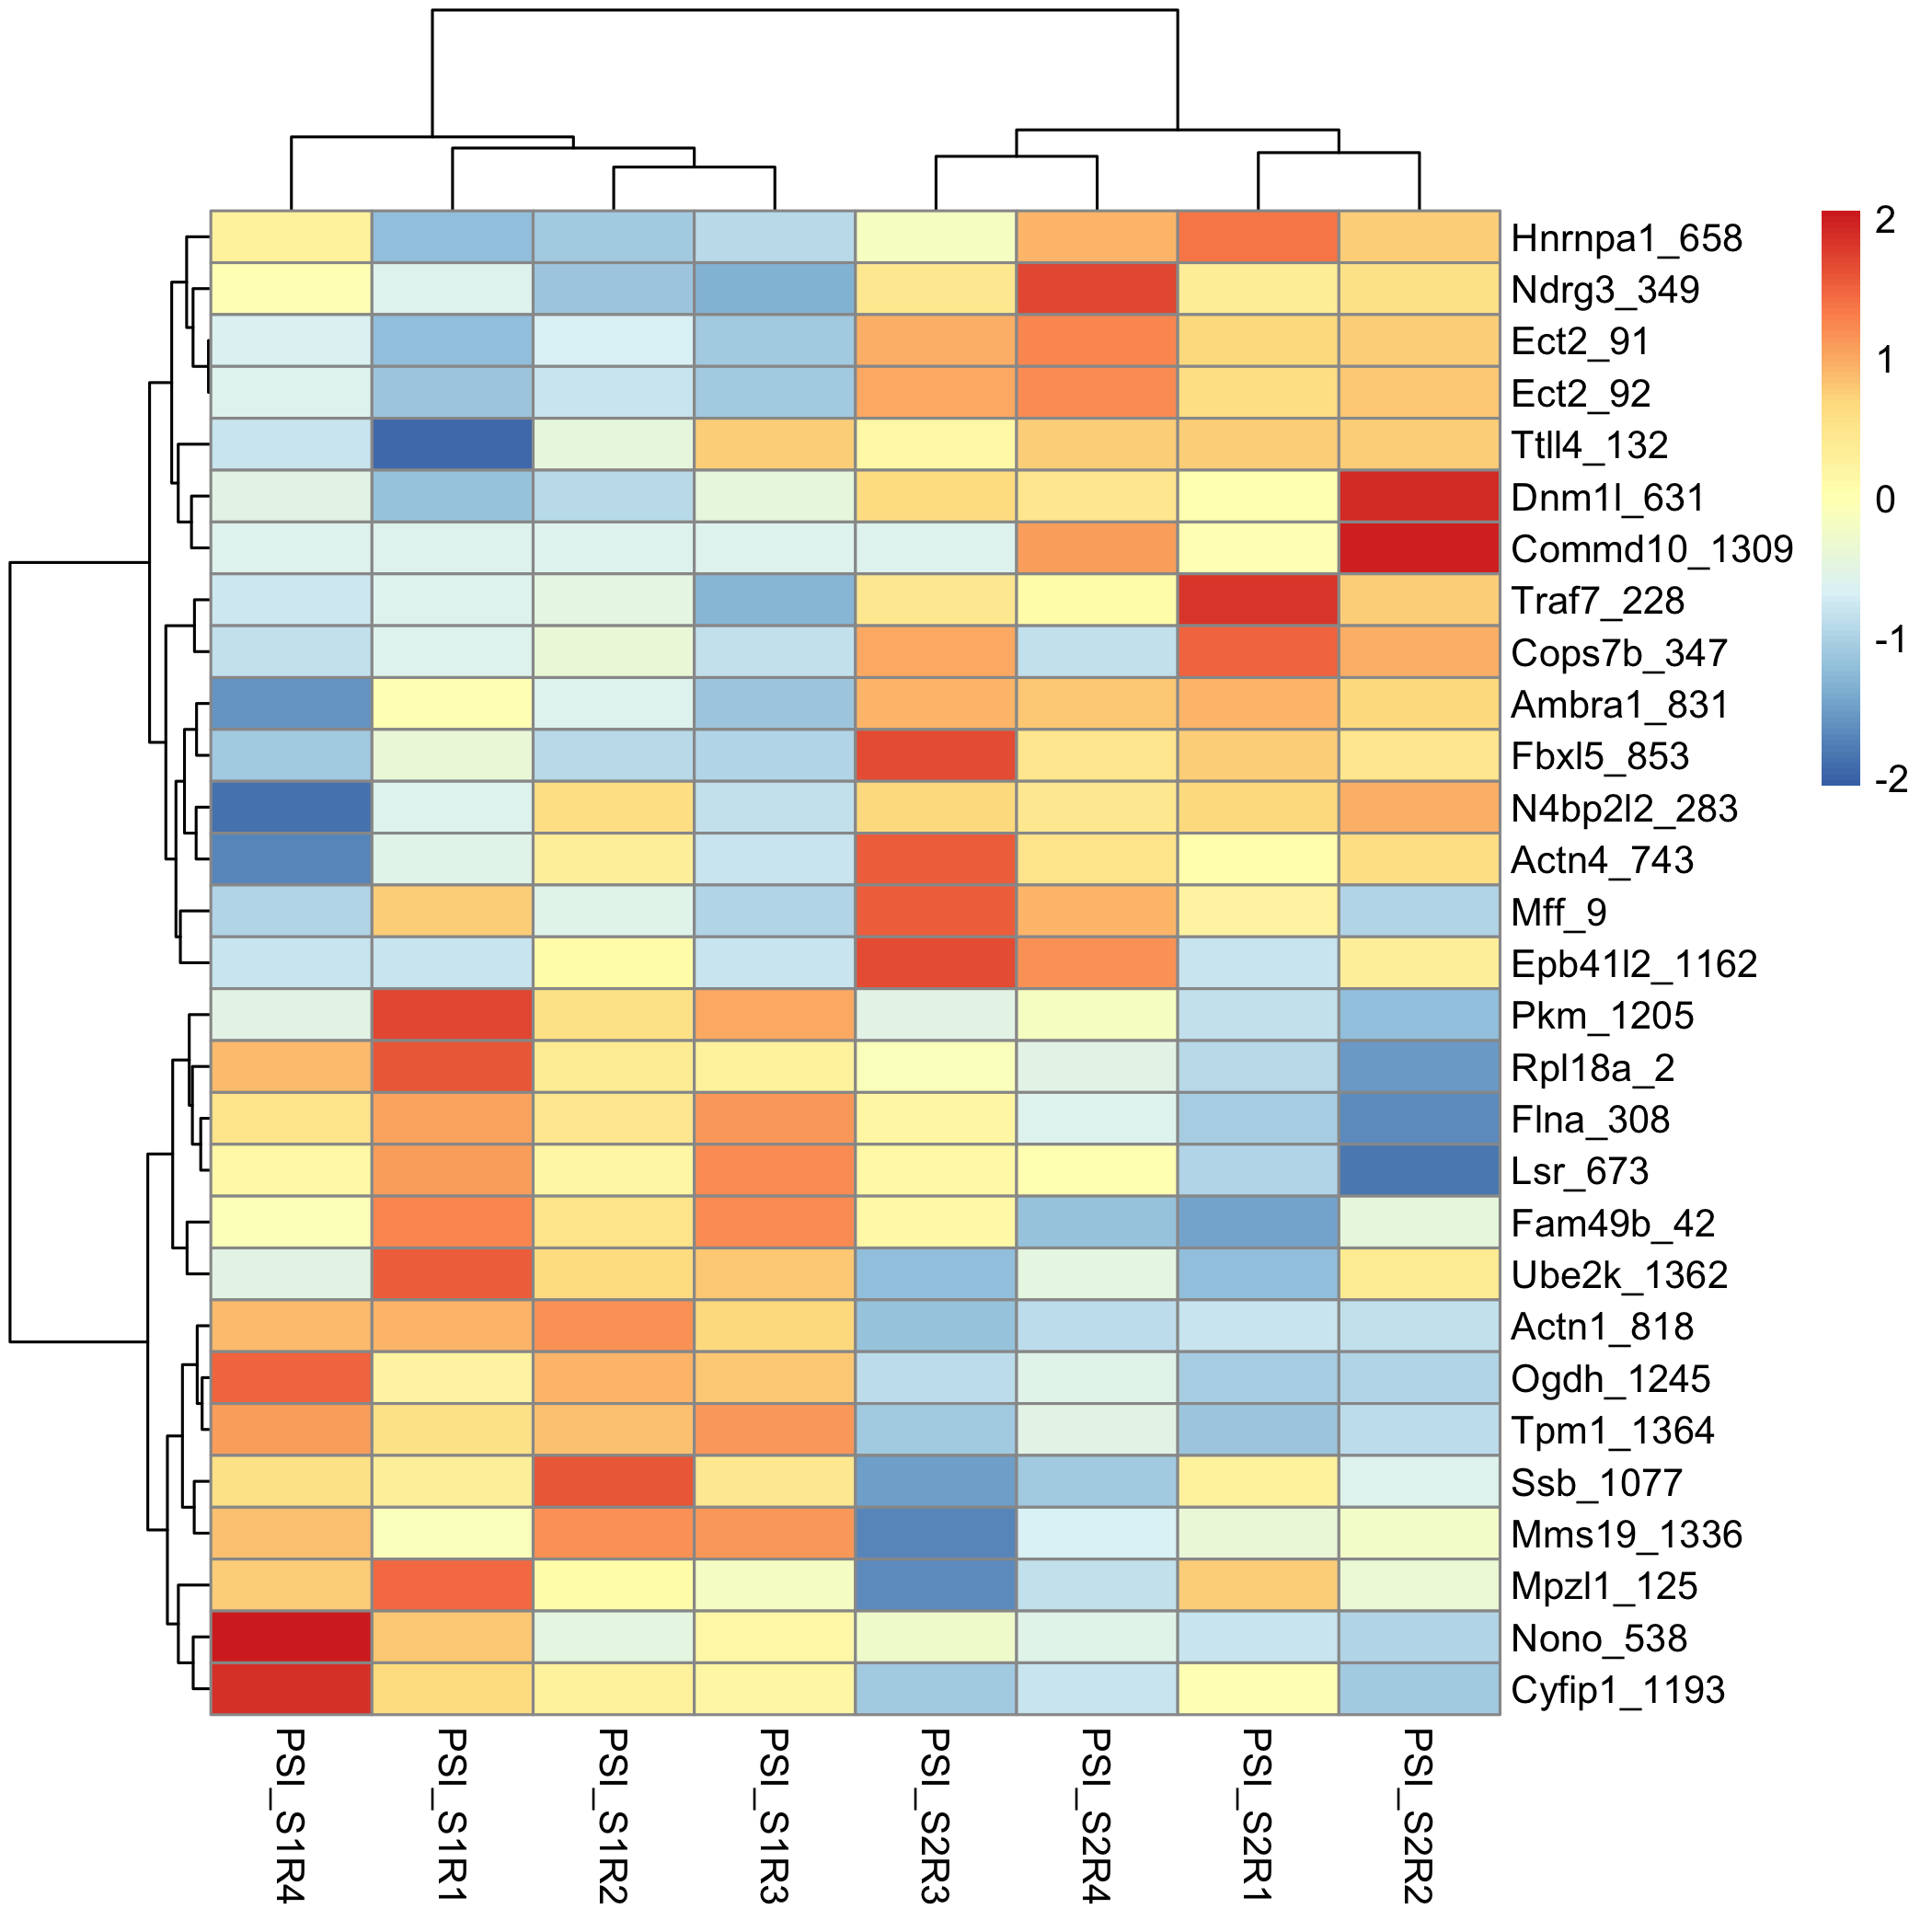 Hnrnpa1_658
Ndrg3_349
Ect2_91
Ect2_92
Ttll4_132
Dnm1l_631
Commd10_1309
Traf7_228
Cops7b_347
Ambra1_831
Fbxl5_853
N4bp2l2_283
Actn4_743
Mff_9
Epb41l2_1162
Pkm_1205
Rpl18a_2
Flna_308
Lsr_673
Fam49b_42
Ube2k_1362
Actn1_818
Ogdh_1245
Tpm1_1364
Ssb_1077
Mms19_1336
Mpzl1_125
Nono_538
Cyfip1_1193
2
1
0
-1
-2
PSI_S1R4
PSI_S1R1
PSI_S1R2
PSI_S1R3
PSI_S2R3
PSI_S2R4
PSI_S2R1
PSI_S2R2